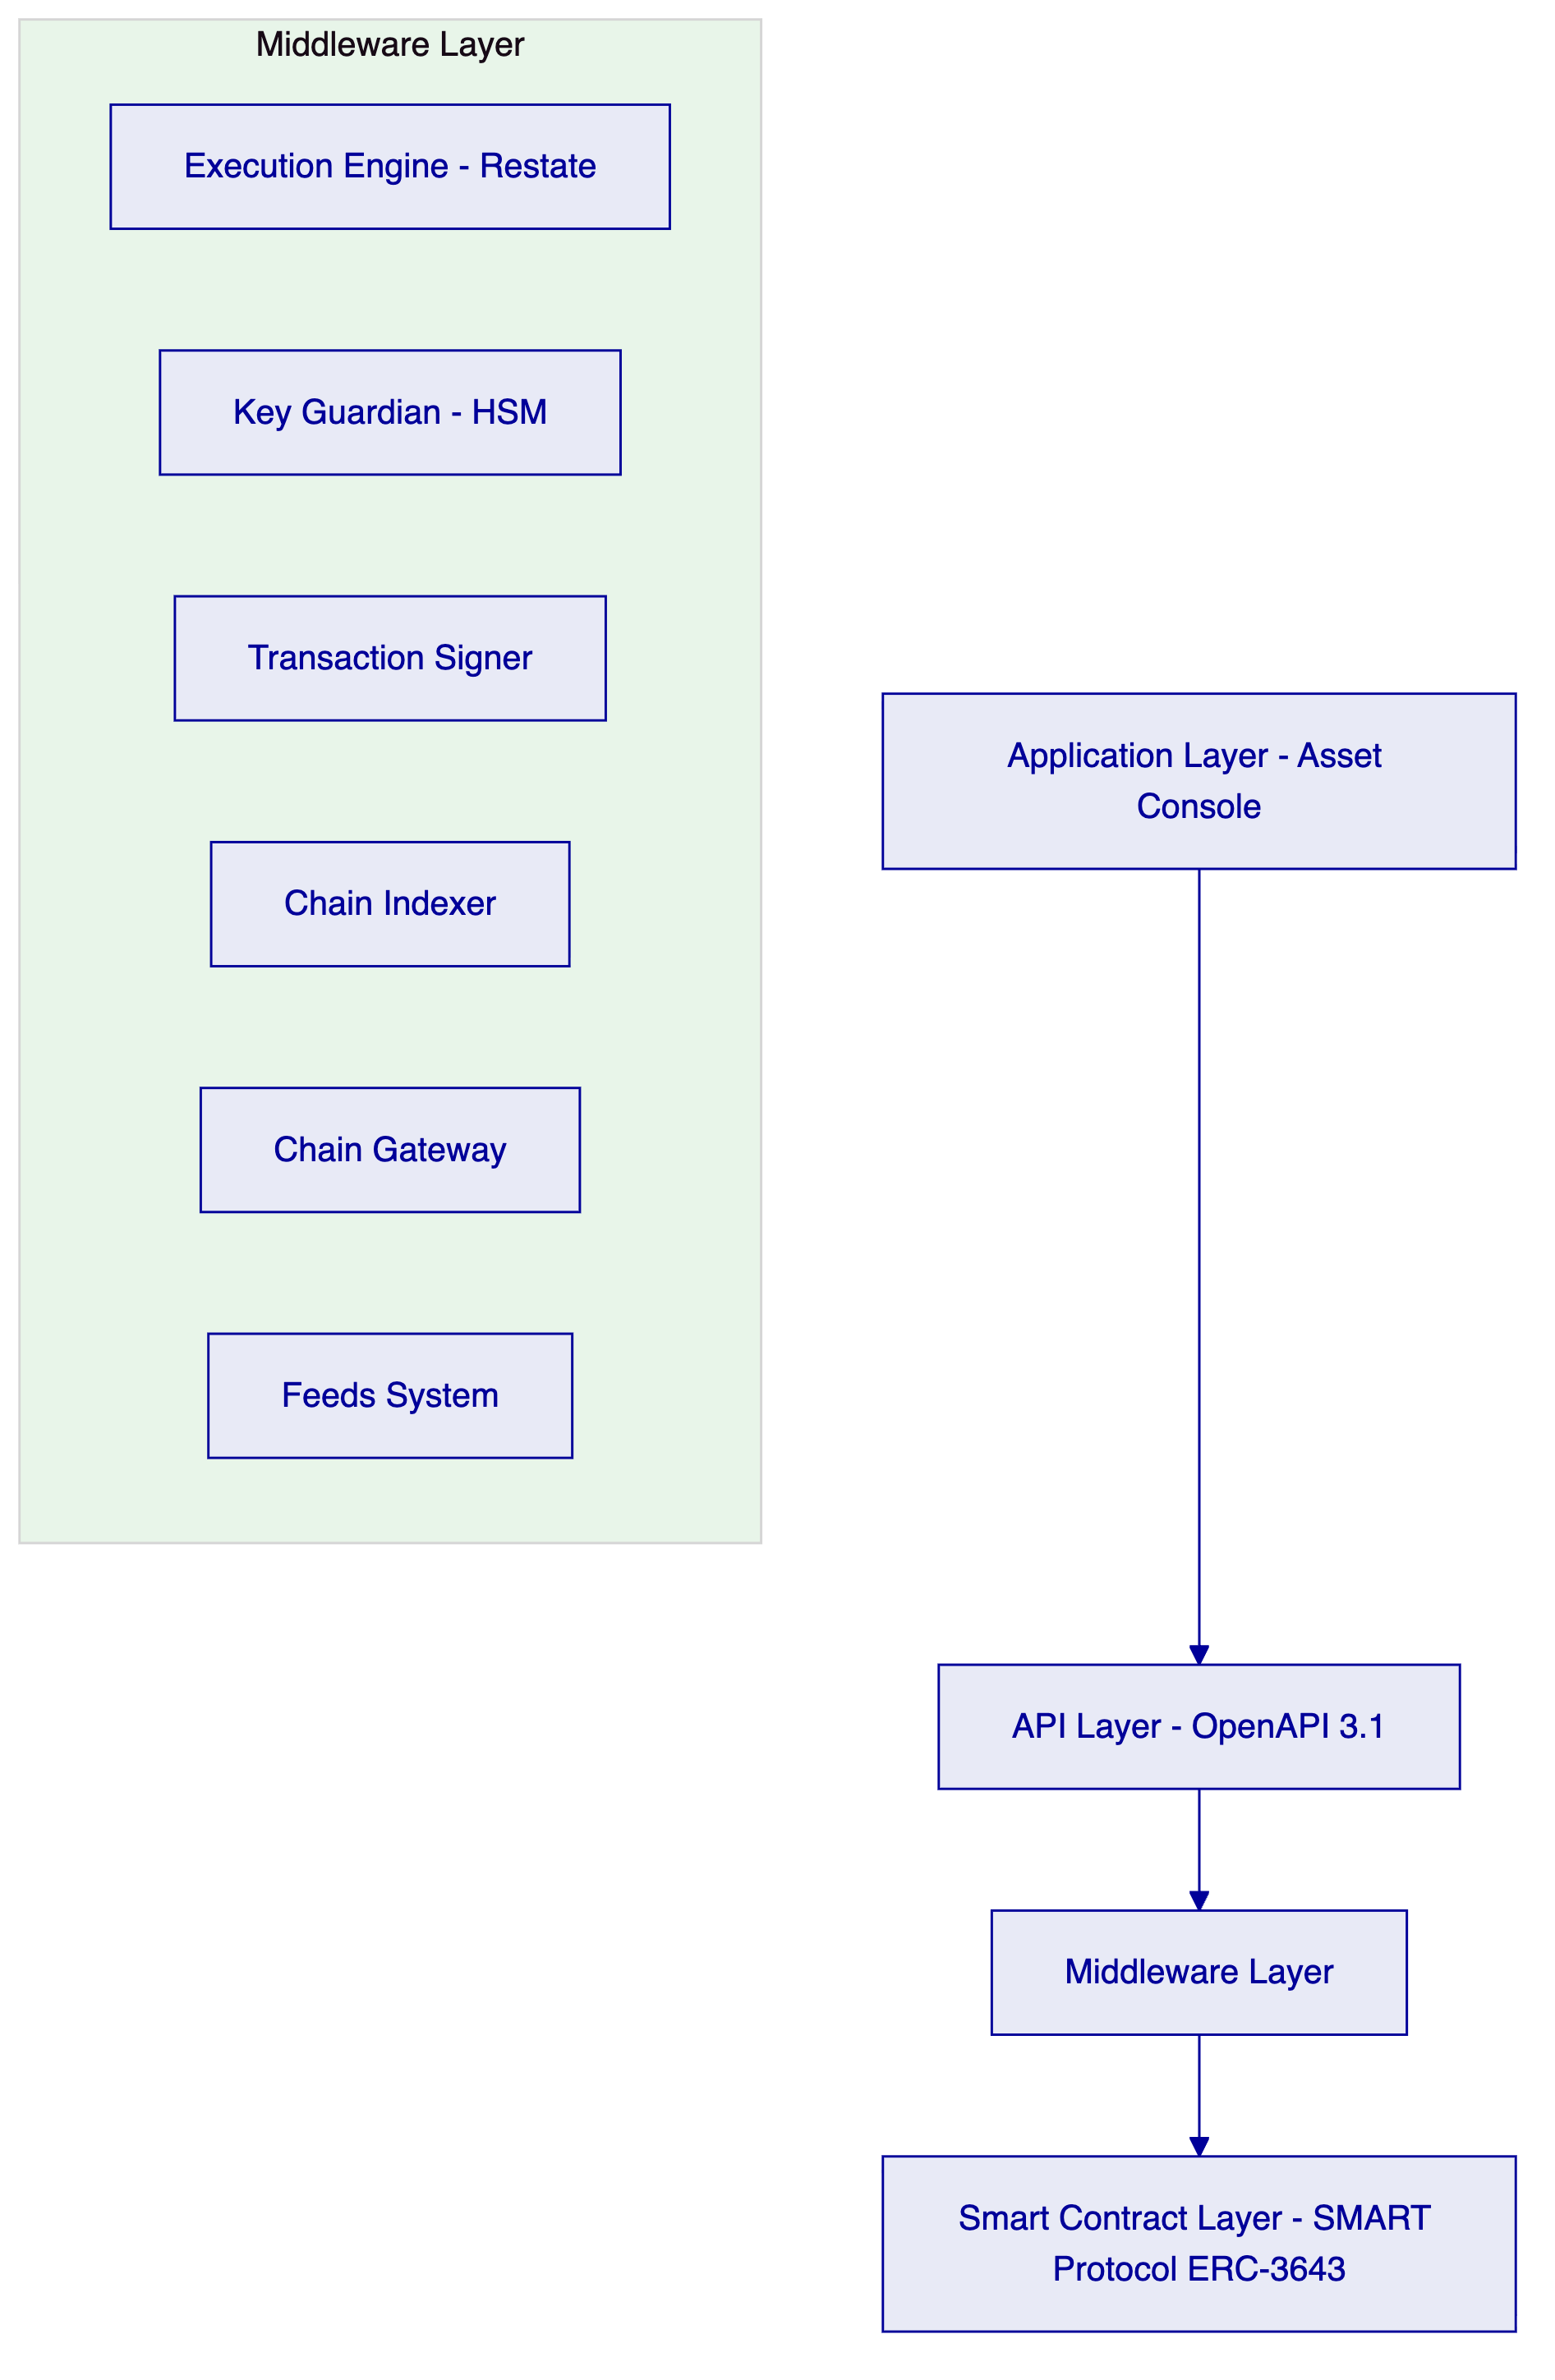 Middleware Layer
Execution Engine - Restate
Key Guardian - HSM
Transaction Signer
Chain Indexer
Chain Gateway
Feeds System
Application Layer - Asset
Console
API Layer - OpenAPI 3.1
Middleware Layer
Smart Contract Layer - SMART
Protocol ERC-3643